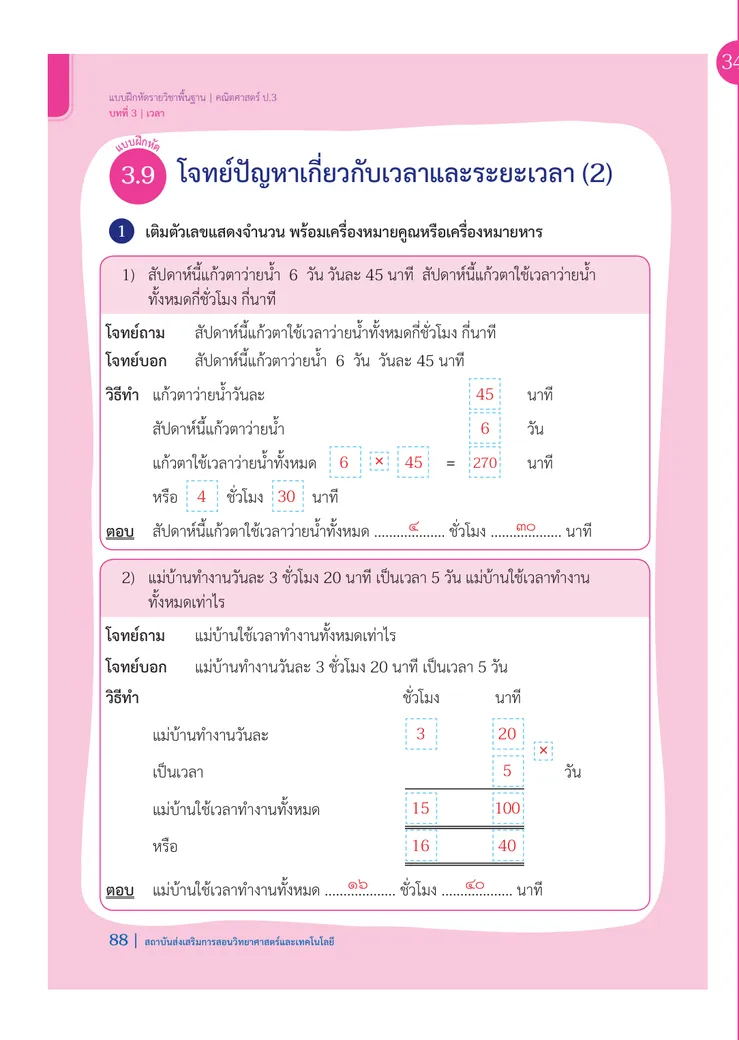 34
แบบฝึกหัดรายวิชาพื้นฐาน | คณิตศาสตร์ ป.3
บทที่ 3 | เวลา
แบบฝึกหัด
3.9 โจทย์ปัญหาเกี่ยวกับเวลาและระยะเวลา (2)
1 เติมตัวเลขแสดงจำนวน พร้อมเครื่องหมายคูณหรือเครื่องหมายหาร
1) สัปดาห์นี้แก้วตาว่ายน้ำ 6 วัน วันละ 45 นาที สัปดาห์นี้แก้วตาใช้เวลาว่ายน้ำ
ทั้งหมดกี่ชั่วโมง กี่นาที
โจทย์ถาม สัปดาห์นี้แก้วตาใช้เวลาว่ายน้ำทั้งหมดกี่ชั่วโมง กี่นาที
โจทย์บอก สัปดาห์นี้แก้วตาว่ายน้ำ 6 วัน วันละ 45 นาที
วิธีทำ แก้วตาว่ายน้ำวันละ 45 นาที
สัปดาห์นี้แก้วตาว่ายน้ำ 6 วัน
แก้วตาใช้เวลาว่ายน้ำทั้งหมด 6 × 45 = 270 นาที
หรือ 4 ชั่วโมง 30 นาที
ตอบ สัปดาห์นี้แก้วตาใช้เวลาว่ายน้ำทั้งหมด ........๔........ ชั่วโมง ........๓๐........ นาที
2) แม่บ้านทำงานวันละ 3 ชั่วโมง 20 นาที เป็นเวลา 5 วัน แม่บ้านใช้เวลาทำงาน
ทั้งหมดเท่าไร
โจทย์ถาม แม่บ้านใช้เวลาทำงานทั้งหมดเท่าไร
โจทย์บอก แม่บ้านทำงานวันละ 3 ชั่วโมง 20 นาที เป็นเวลา 5 วัน
วิธีทำ ชั่วโมง นาที
แม่บ้านทำงานวันละ 3 20 ×
เป็นเวลา 5 วัน
แม่บ้านใช้เวลาทำงานทั้งหมด 15 100
หรือ 16 40
ตอบ แม่บ้านใช้เวลาทำงานทั้งหมด ........๑๖........ ชั่วโมง ........๔๐........ นาที
88 | สถาบันส่งเสริมการสอนวิทยาศาสตร์และเทคโนโลยี